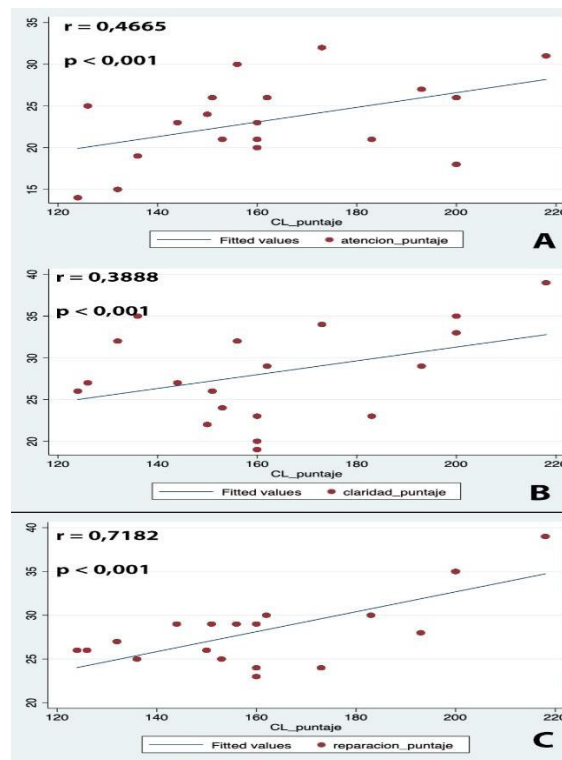 r = 0,4665
p < 0,001
35
30
25
20
15
120 140 160 180 200 220
CL_puntaje
Fitted values atencion_puntaje
A
r = 0,3888
p < 0,001
40
35
30
25
20
120 140 160 180 200 220
CL_puntaje
Fitted values claridad_puntaje
B
r = 0,7182
p < 0,001
40
35
30
25
20
120 140 160 180 200 220
CL_puntaje
Fitted values reparacion_puntaje
C